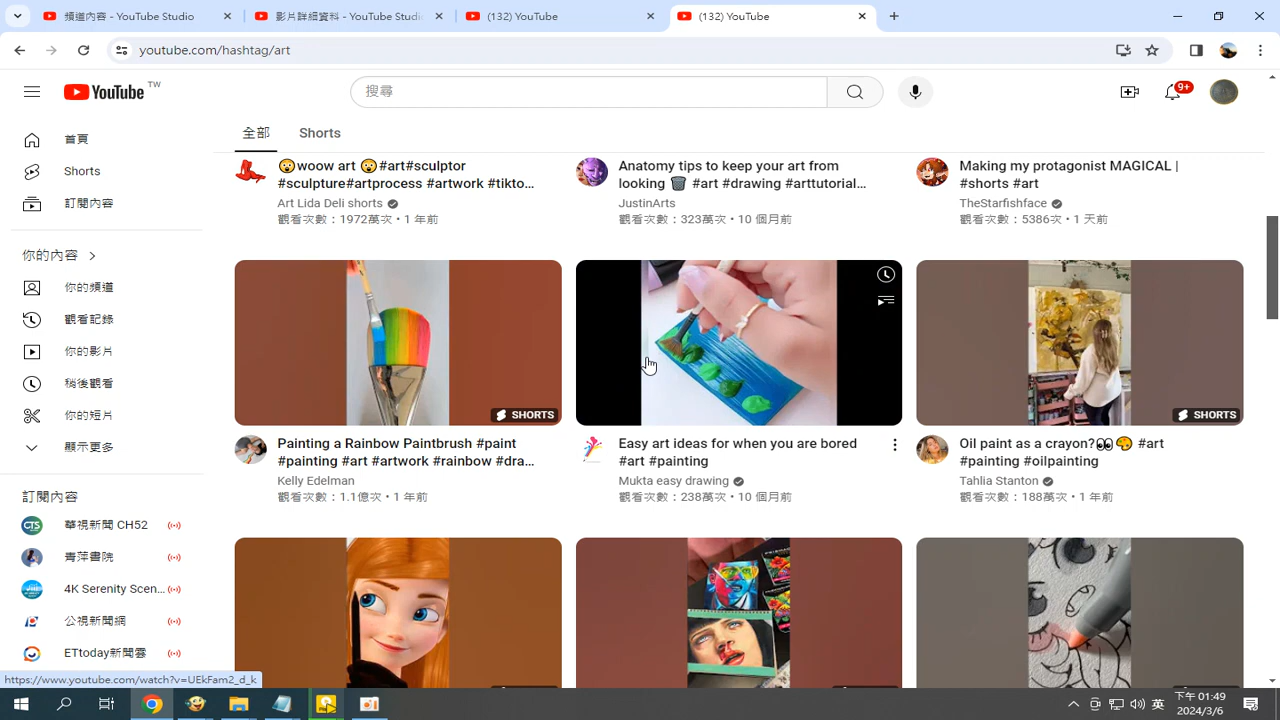 頻道內容 - YouTube Studio
影片詳細資料 - YouTube Studio
(132) YouTube
(132) YouTube
youtube.com/hashtag/art
YouTube TW
搜尋
9+
全部
Shorts
首頁
Shorts
訂閱內容
你的內容
你的頻道
觀看記錄
你的影片
稍後觀看
你的短片
顯示更多
訂閱內容
華視新聞 CH52
青萍書院
4K Serenity Scen...
公視新聞網
ETtoday新聞雲
woow art #art#sculptor
#sculpture#artprocess #artwork #tikto...
Art Lida Deli shorts
觀看次數：1972萬次 • 1 年前
Anatomy tips to keep your art from
looking #art #drawing #arttutorial...
JustinArts
觀看次數：323萬次 • 10 個月前
Making my protagonist MAGICAL |
#shorts #art
TheStarfishface
觀看次數：5386次 • 1 天前
SHORTS
Painting a Rainbow Paintbrush #paint
#painting #art #artwork #rainbow #dra...
Kelly Edelman
觀看次數：1.1億次 • 1 年前
Easy art ideas for when you are bored
#art #painting
Mukta easy drawing
觀看次數：238萬次 • 10 個月前
SHORTS
Oil paint as a crayon? #art
#painting #oilpainting
Tahlia Stanton
觀看次數：188萬次 • 1 年前
https://www.youtube.com/watch?v=UEkFam2_d_k
英
下午 01:49
2024/3/6